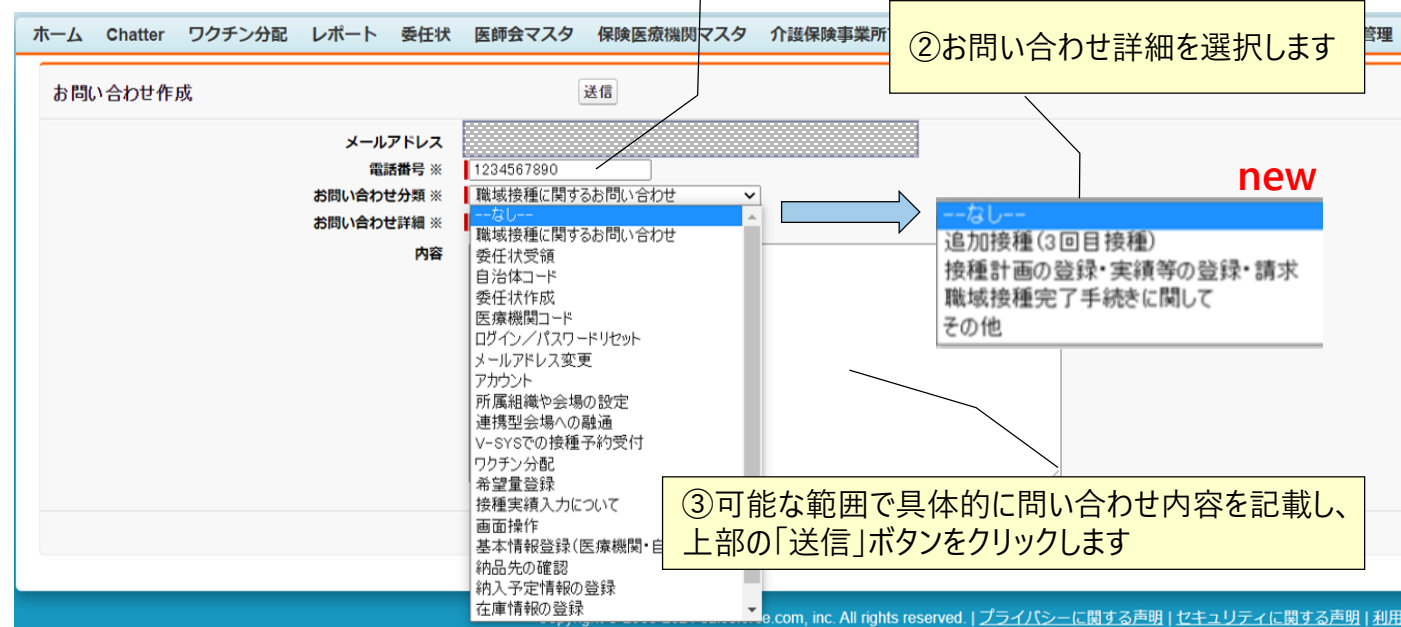 ホーム Chatter ワクチン分配 レポート 委任状 医師会マスタ 保険医療機関マスタ 介護保険事業所 管理
②お問い合わせ詳細を選択します
お問い合わせ作成 送信
メールアドレス
電話番号 ※ 1234567890
お問い合わせ分類 ※ 職域接種に関するお問い合わせ
お問い合わせ詳細 ※
内容
--なし--
職域接種に関するお問い合わせ
委任状受領
自治体コード
委任状作成
医療機関コード
ログイン／パスワードリセット
メールアドレス変更
アカウント
所属組織や会場の設定
連携型会場への融通
V-SYSでの接種予約受付
ワクチン分配
希望量登録
接種実績入力について
画面操作
基本情報登録（医療機関・自
納品先の確認
納入予定情報の登録
在庫情報の登録
new
--なし--
追加接種（3回目接種）
接種計画の登録・実績等の登録・請求
職域接種完了手続きに関して
その他
③可能な範囲で具体的に問い合わせ内容を記載し、
上部の「送信」ボタンをクリックします
e.com, inc. All rights reserved. | プライバシーに関する声明 | セキュリティに関する声明 | 利用